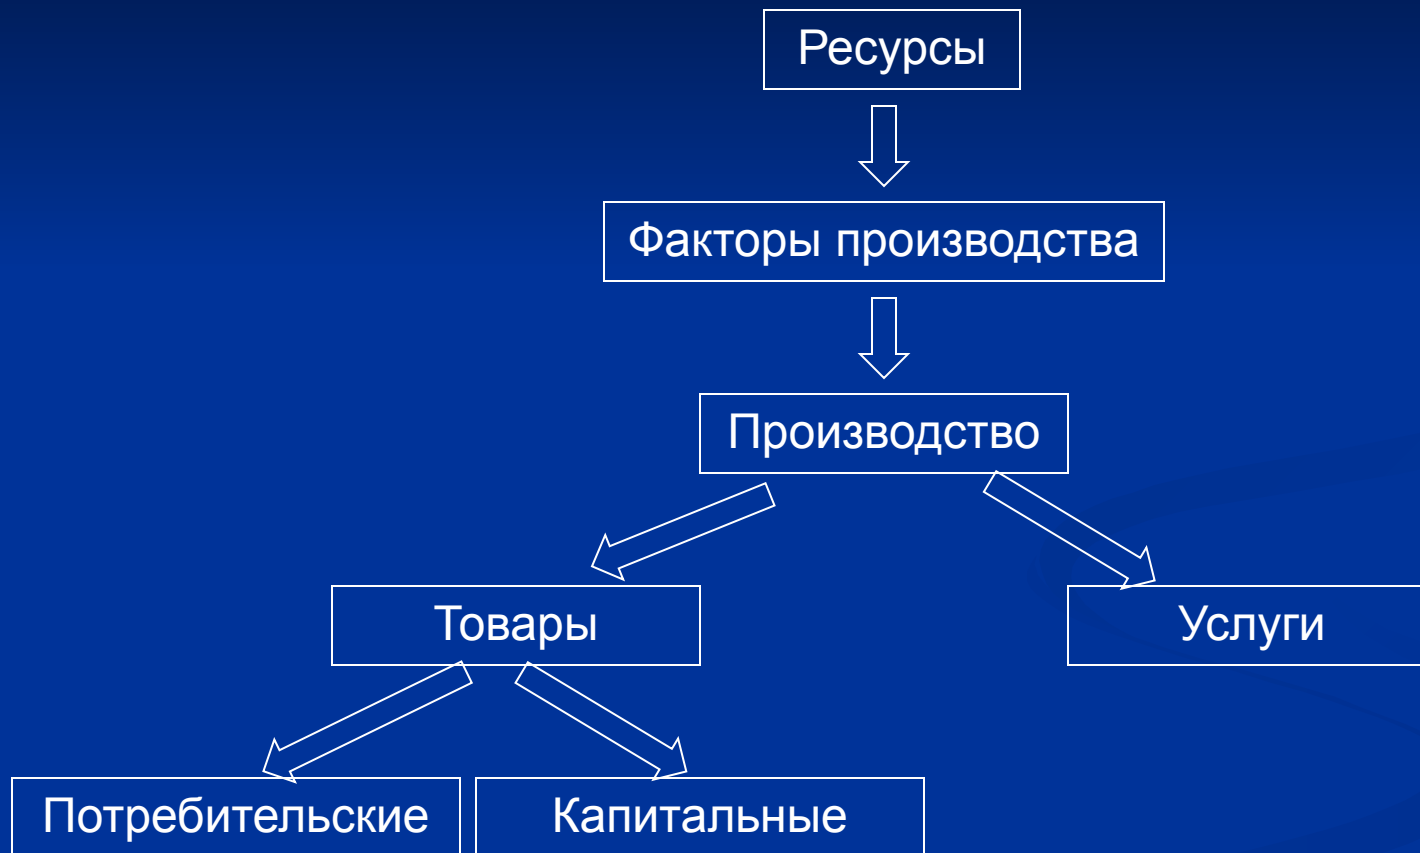 Ресурсы
Факторы производства
Производство
Товары
Услуги
Потребительские
Капитальные